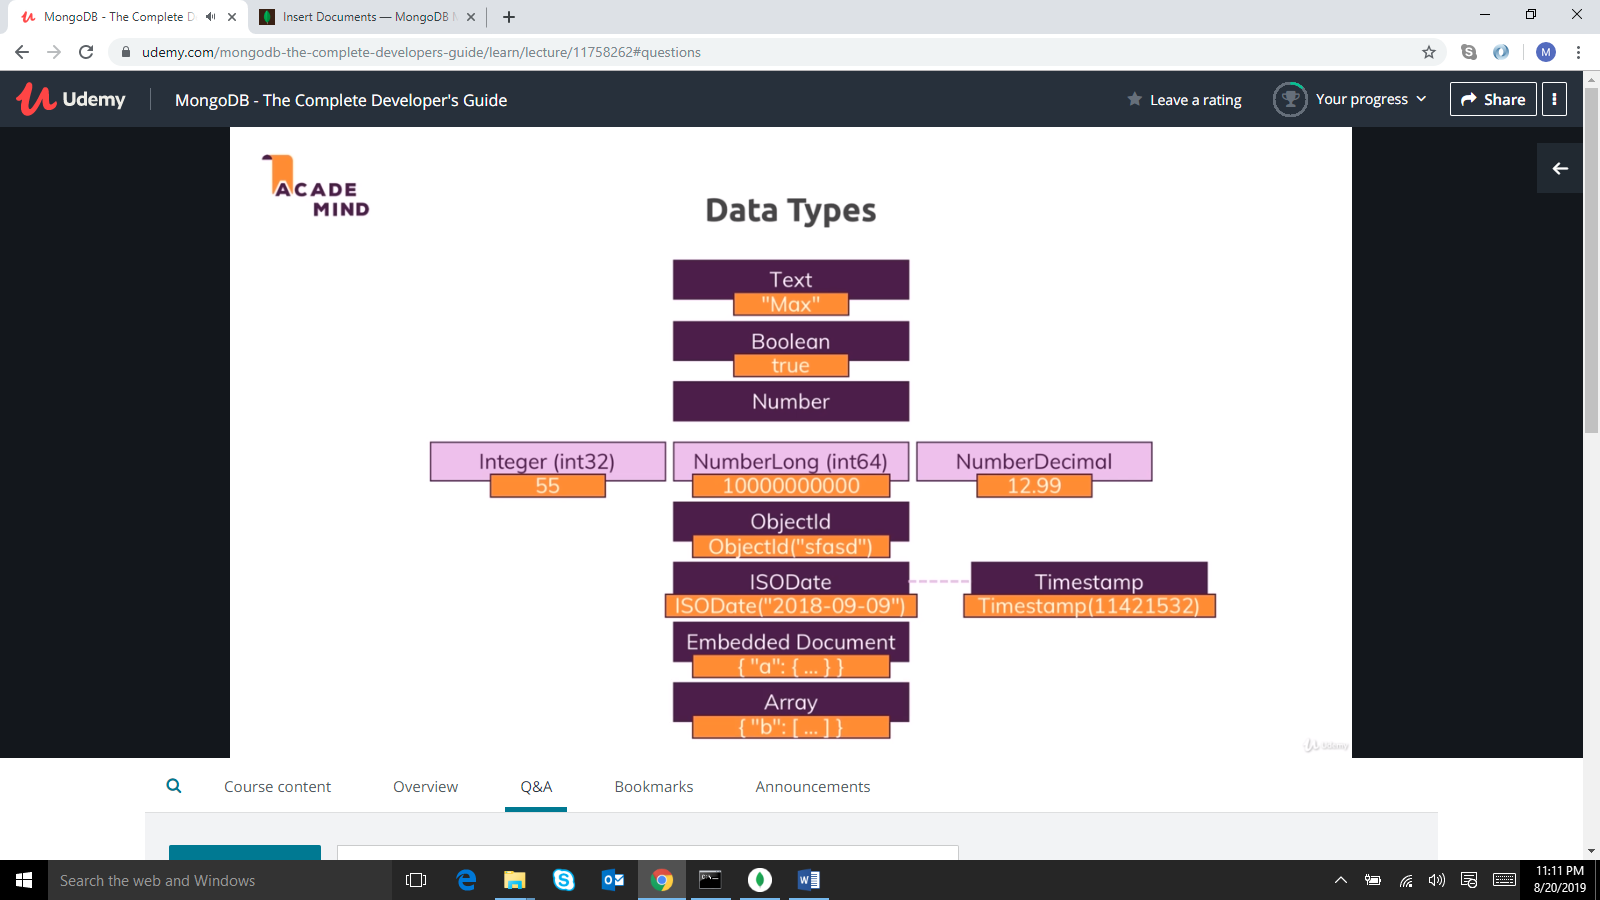 MongoDB - The Complete D
Insert Documents — MongoDB M
udemy.com/mongodb-the-complete-developers-guide/learn/lecture/11758262#questions
M
Udemy
MongoDB - The Complete Developer's Guide
Leave a rating
Your progress
Share
ACADE
MIND
Data Types
Text
"Max"
Boolean
true
Number
Integer (int32)
NumberLong (int64)
NumberDecimal
55
10000000000
12.99
ObjectId
ObjectId("sfasd")
ISODate
Timestamp
ISODate("2018-09-09")
Timestamp(11421532)
Embedded Document
{ "a": { ... } }
Array
{ "b": [ ... ] }
Udemy
Course content
Overview
Q&A
Bookmarks
Announcements
Search the web and Windows
11:11 PM
8/20/2019